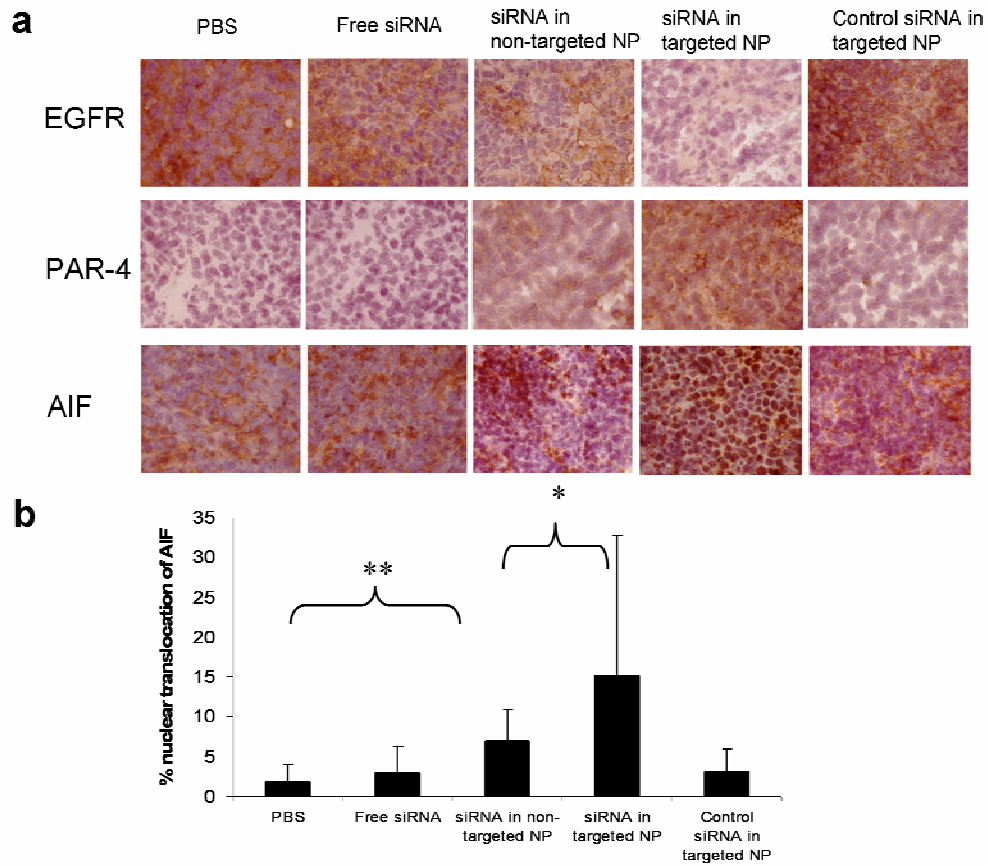 a
PBS
Free siRNA
siRNA in
non-targeted NP
siRNA in
targeted NP
Control siRNA in
targeted NP
EGFR
PAR-4
AIF
b
% nuclear translocation of AIF
35
30
25
20
15
10
5
0
**
*
PBS
Free siRNA
siRNA in non-
targeted NP
siRNA in
targeted NP
Control
siRNA in
targeted NP